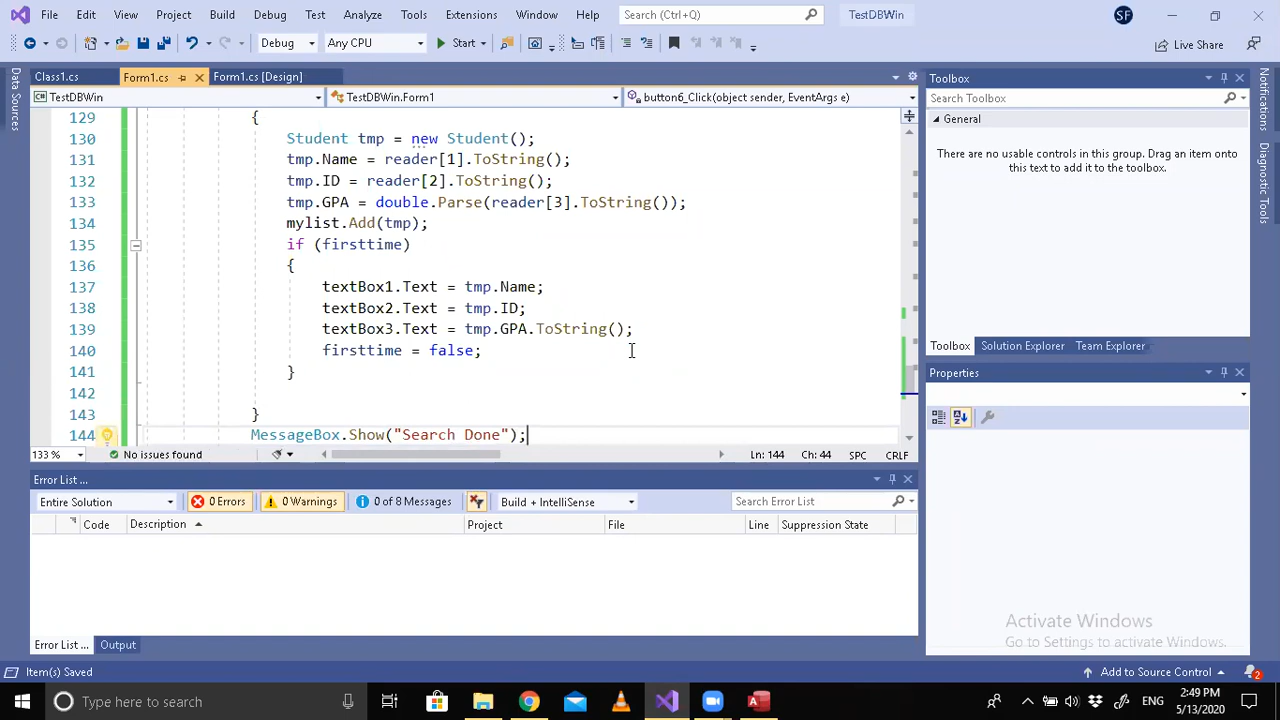 File Edit View Project Build Debug Test Analyze Tools Extensions Window Help Search (Ctrl+Q) TestDBWin SF
Debug Any CPU Start Live Share
Data Sources
Class1.cs Form1.cs Form1.cs [Design]
TestDBWin TestDBWin.Form1 button6_Click(object sender, EventArgs e)
129 {
130 Student tmp = new Student();
131 tmp.Name = reader[1].ToString();
132 tmp.ID = reader[2].ToString();
133 tmp.GPA = double.Parse(reader[3].ToString());
134 mylist.Add(tmp);
135 if (firsttime)
136 {
137 textBox1.Text = tmp.Name;
138 textBox2.Text = tmp.ID;
139 textBox3.Text = tmp.GPA.ToString();
140 firsttime = false;
141 }
142
143 }
144 MessageBox.Show("Search Done");
133 % No issues found Ln: 144 Ch: 44 SPC CRLF
Error List ...
Entire Solution 0 Errors 0 Warnings 0 of 8 Messages Build + IntelliSense Search Error List
Code Description Project File Line Suppression State
Error List ... Output
Toolbox
Search Toolbox
General
There are no usable controls in this group. Drag an item onto
this text to add it to the toolbox.
Toolbox Solution Explorer Team Explorer
Properties
Notifications
Data Diagram Toolbox
Activate Windows
Go to Settings to activate Windows.
Item(s) Saved Add to Source Control 2
Type here to search ENG 2:49 PM
5/13/2020